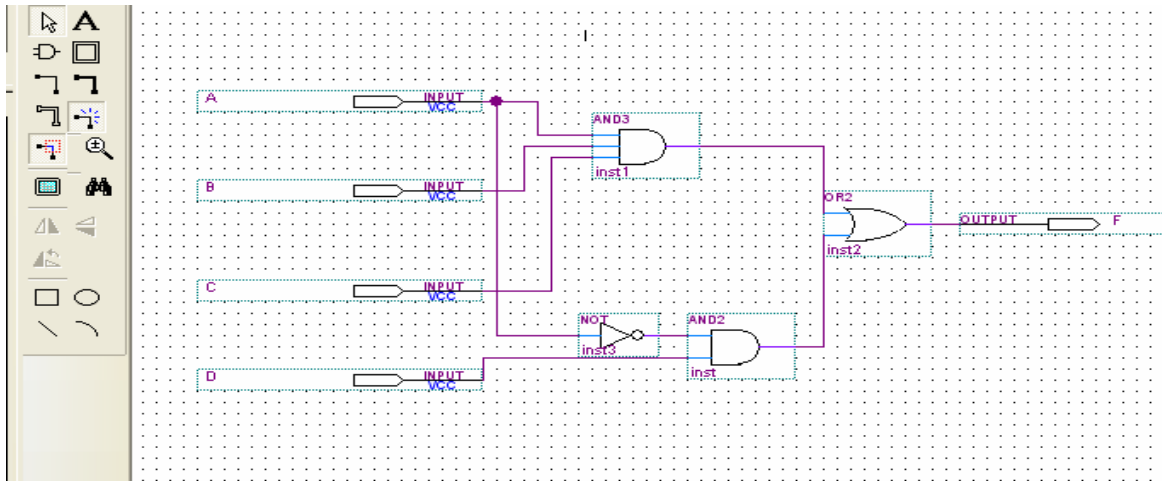 A
A
INPUT
VCC
AND3
inst1
B
INPUT
VCC
OR2
inst2
OUTPUT
F
C
INPUT
VCC
NOT
inst3
AND2
inst
D
INPUT
VCC